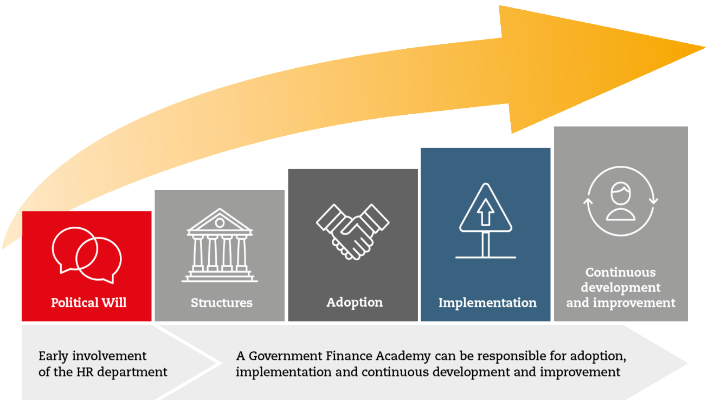 Political Will
Structures
Adoption
Implementation
Continuous
development
and improvement
Early involvement
of the HR department
A Government Finance Academy can be responsible for adoption,
implementation and continuous development and improvement